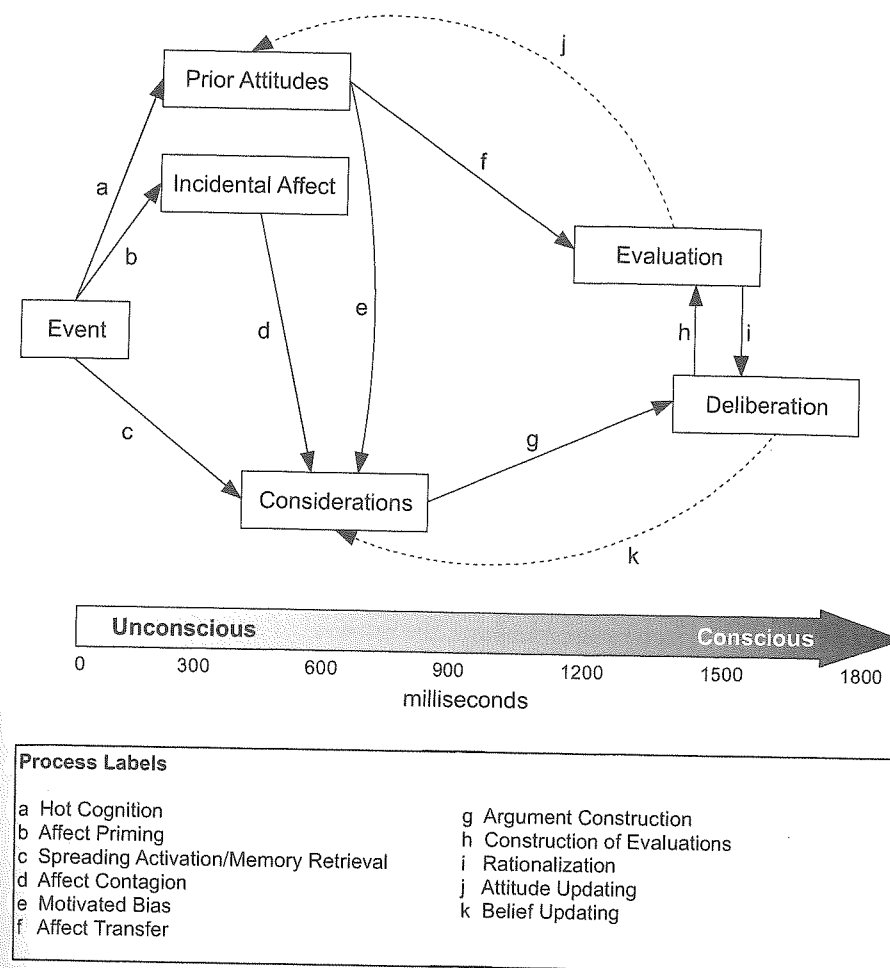 j
Prior Attitudes
f
a
Incidental Affect
b
Evaluation
Event
d
e
h
i
Deliberation
c
g
Considerations
k
Unconscious
Conscious
0 300 600 900 1200 1500 1800
milliseconds
Process Labels
a Hot Cognition
b Affect Priming
c Spreading Activation/Memory Retrieval
d Affect Contagion
e Motivated Bias
f Affect Transfer
g Argument Construction
h Construction of Evaluations
i Rationalization
j Attitude Updating
k Belief Updating